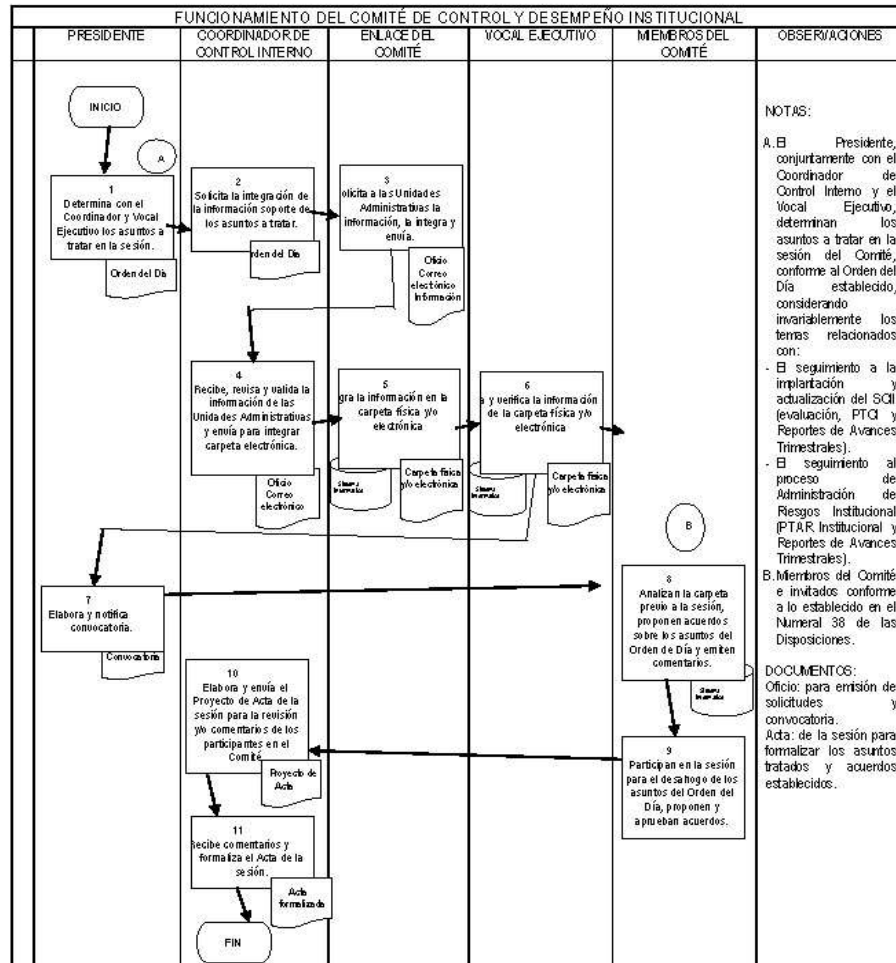 FUNCIONAMIENTO DEL COMITÉ DE CONTROL Y DESEMPEÑO INSTITUCIONAL
PRESIDENTE
COORDINADOR DE
CONTROL INTERNO
ENLACE DEL
COMITÉ
VOCAL EJECUTIVO
MIEMBROS DEL
COMITÉ
OBSERVACIONES
INICIO
A
1
Determina con el
Coordinador y Vocal
Ejecutivo los asuntos a
tratar en la sesión.
Orden del Día
2
Solicita la integración de
la información soporte de
los asuntos a tratar.
rden del Dia
3
olicita a las Unidades
Administrativas la
información, la integra y
envía.
Oficio
Correo
electrónico
Información
4
Recibe, revisa y valida la
información de las
Unidades Administrativas
y envía para integrar
carpeta electrónica.
Oficio
Correo
electrónico
5
gra la información en la
carpeta física y/o
electrónica
Sistema
Informático
Carpeta física
y/o electrónica
6
a y verifica la información
de la carpeta física y/o
electrónica
Sistema
Informático
Carpeta física
y/o electrónica
B
7
Elabora y notifica
convocatoria.
Convocatoria
8
Analizan la carpeta
previo a la sesión,
proponen acuerdos
sobre los asuntos del
Orden de Día y emiten
comentarios.
Sistema
Informático
9
Participan en la sesión
para el desahogo de los
asuntos del Orden del
Día, proponen y
aprueban acuerdos.
10
Elabora y envía el
Proyecto de Acta de la
sesión para la revisión
y/o comentarios de los
participantes en el
Comité
Proyecto de
Acta
11
Recibe comentarios y
formaliza el Acta de la
sesión.
Acta
formalizada
FIN
NOTAS:
A. El Presidente,
conjuntamente con el
Coordinador de
Control Interno y el
Vocal Ejecutivo,
determinan los
asuntos a tratar en la
sesión del Comité,
conforme al Orden del
Día establecido,
considerando
invariablemente los
temas relacionados
con:
- El seguimiento a la
implantación y
actualización del SCII
(evaluación, PTCI y
Reportes de Avances
Trimestrales).
- El seguimiento al
proceso de
Administración de
Riesgos Institucional
(PTAR Institucional y
Reportes de Avances
Trimestrales).
B. Miembros del Comité
e invitados conforme
a lo establecido en el
Numeral 38 de las
Disposiciones.
DOCUMENTOS:
Oficio: para emisión de
solicitudes y
convocatoria.
Acta: de la sesión para
formalizar los asuntos
tratados y acuerdos
establecidos.